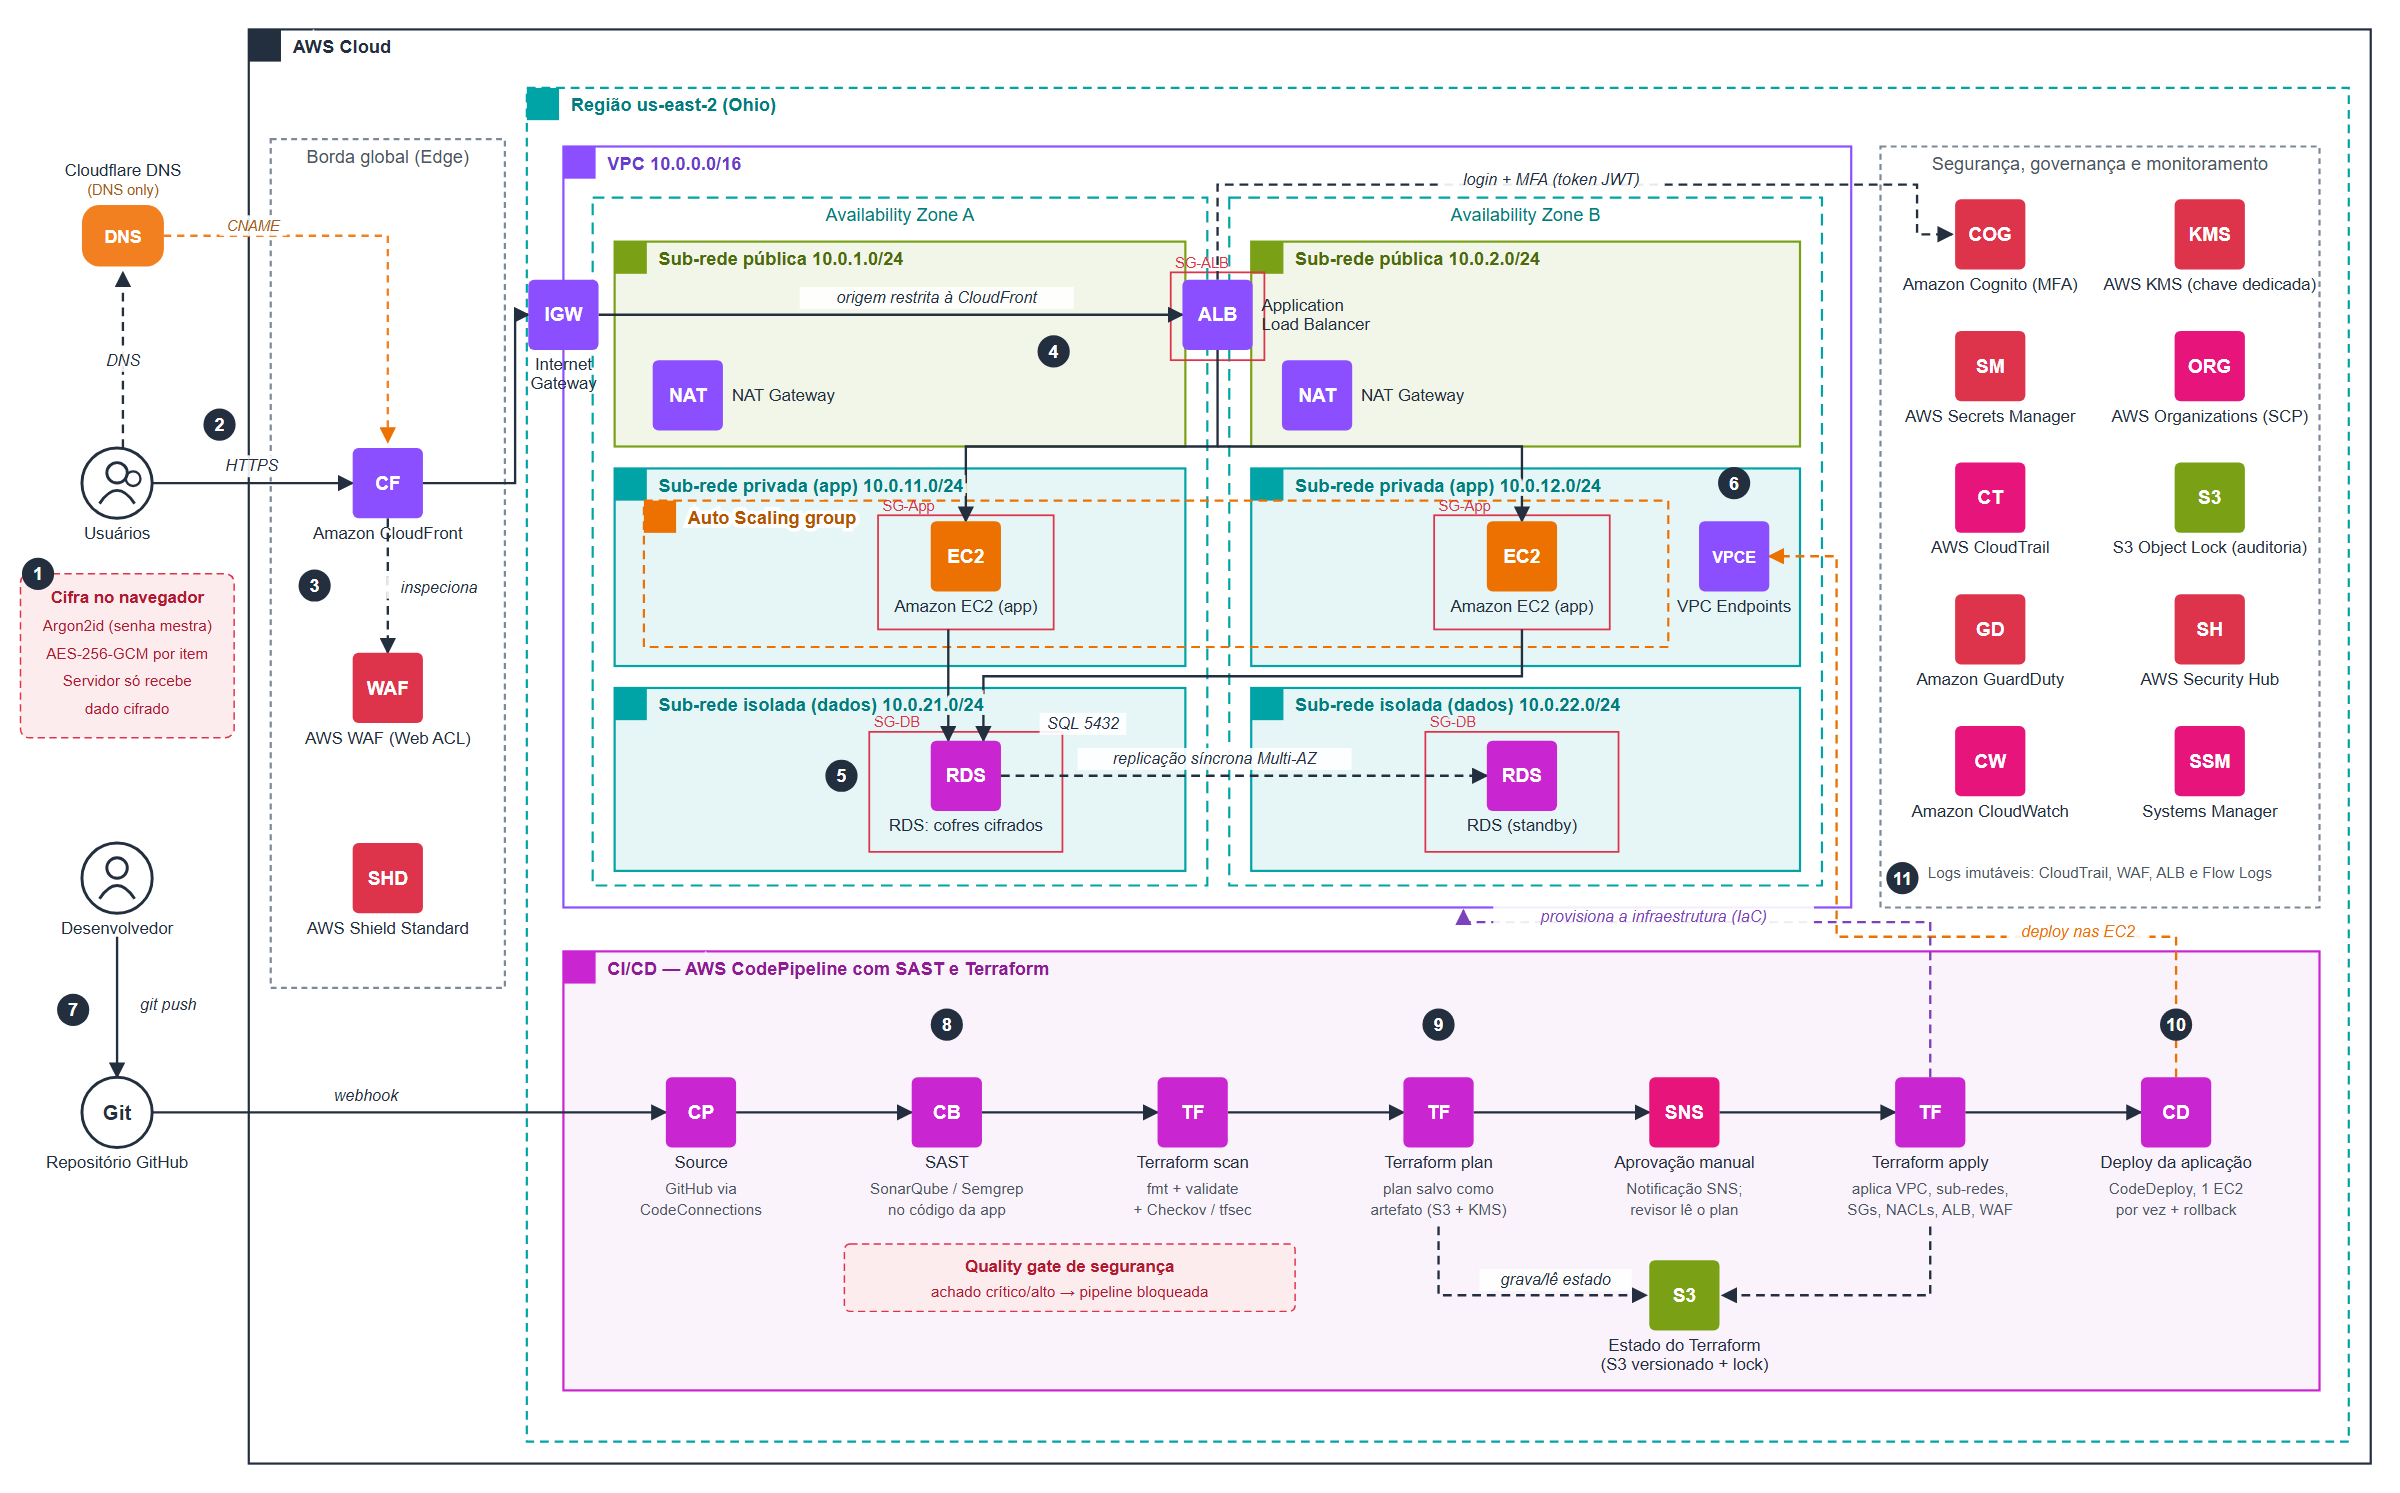 AWS Cloud
Região us-east-2 (Ohio)
Borda global (Edge)
VPC 10.0.0.0/16
Segurança, governança e monitoramento
Cloudflare DNS
(DNS only)
DNS
CNAME
DNS
2
HTTPS
Usuários
CF
Amazon CloudFront
1
Cifra no navegador
Argon2id (senha mestra)
AES-256-GCM por item
Servidor só recebe
dado cifrado
3
inspeciona
WAF
AWS WAF (Web ACL)
SHD
AWS Shield Standard
login + MFA (token JWT)
Availability Zone A
Availability Zone B
Sub-rede pública 10.0.1.0/24
SG-ALB
Sub-rede pública 10.0.2.0/24
IGW
Internet
Gateway
origem restrita à CloudFront
4
ALB
Application
Load Balancer
NAT
NAT Gateway
NAT
NAT Gateway
Sub-rede privada (app) 10.0.11.0/24
Sub-rede privada (app) 10.0.12.0/24
6
Auto Scaling group
SG-App
SG-App
EC2
Amazon EC2 (app)
EC2
Amazon EC2 (app)
VPCE
VPC Endpoints
Sub-rede isolada (dados) 10.0.21.0/24
Sub-rede isolada (dados) 10.0.22.0/24
SG-DB
SQL 5432
SG-DB
5
RDS
RDS: cofres cifrados
replicação síncrona Multi-AZ
RDS
RDS (standby)
COG
Amazon Cognito (MFA)
KMS
AWS KMS (chave dedicada)
SM
AWS Secrets Manager
ORG
AWS Organizations (SCP)
CT
AWS CloudTrail
S3
S3 Object Lock (auditoria)
GD
Amazon GuardDuty
SH
AWS Security Hub
CW
Amazon CloudWatch
SSM
Systems Manager
11
Logs imutáveis: CloudTrail, WAF, ALB e Flow Logs
provisiona a infraestrutura (IaC)
deploy nas EC2
Desenvolvedor
7
git push
Git
Repositório GitHub
webhook
CI/CD — AWS CodePipeline com SAST e Terraform
8
9
10
CP
Source
GitHub via
CodeConnections
CB
SAST
SonarQube / Semgrep
no código da app
TF
Terraform scan
fmt + validate
+ Checkov / tfsec
TF
Terraform plan
plan salvo como
artefato (S3 + KMS)
SNS
Aprovação manual
Notificação SNS;
revisor lê o plan
TF
Terraform apply
aplica VPC, sub-redes,
SGs, NACLs, ALB, WAF
CD
Deploy da aplicação
CodeDeploy, 1 EC2
por vez + rollback
Quality gate de segurança
achado crítico/alto → pipeline bloqueada
grava/lê estado
S3
Estado do Terraform
(S3 versionado + lock)